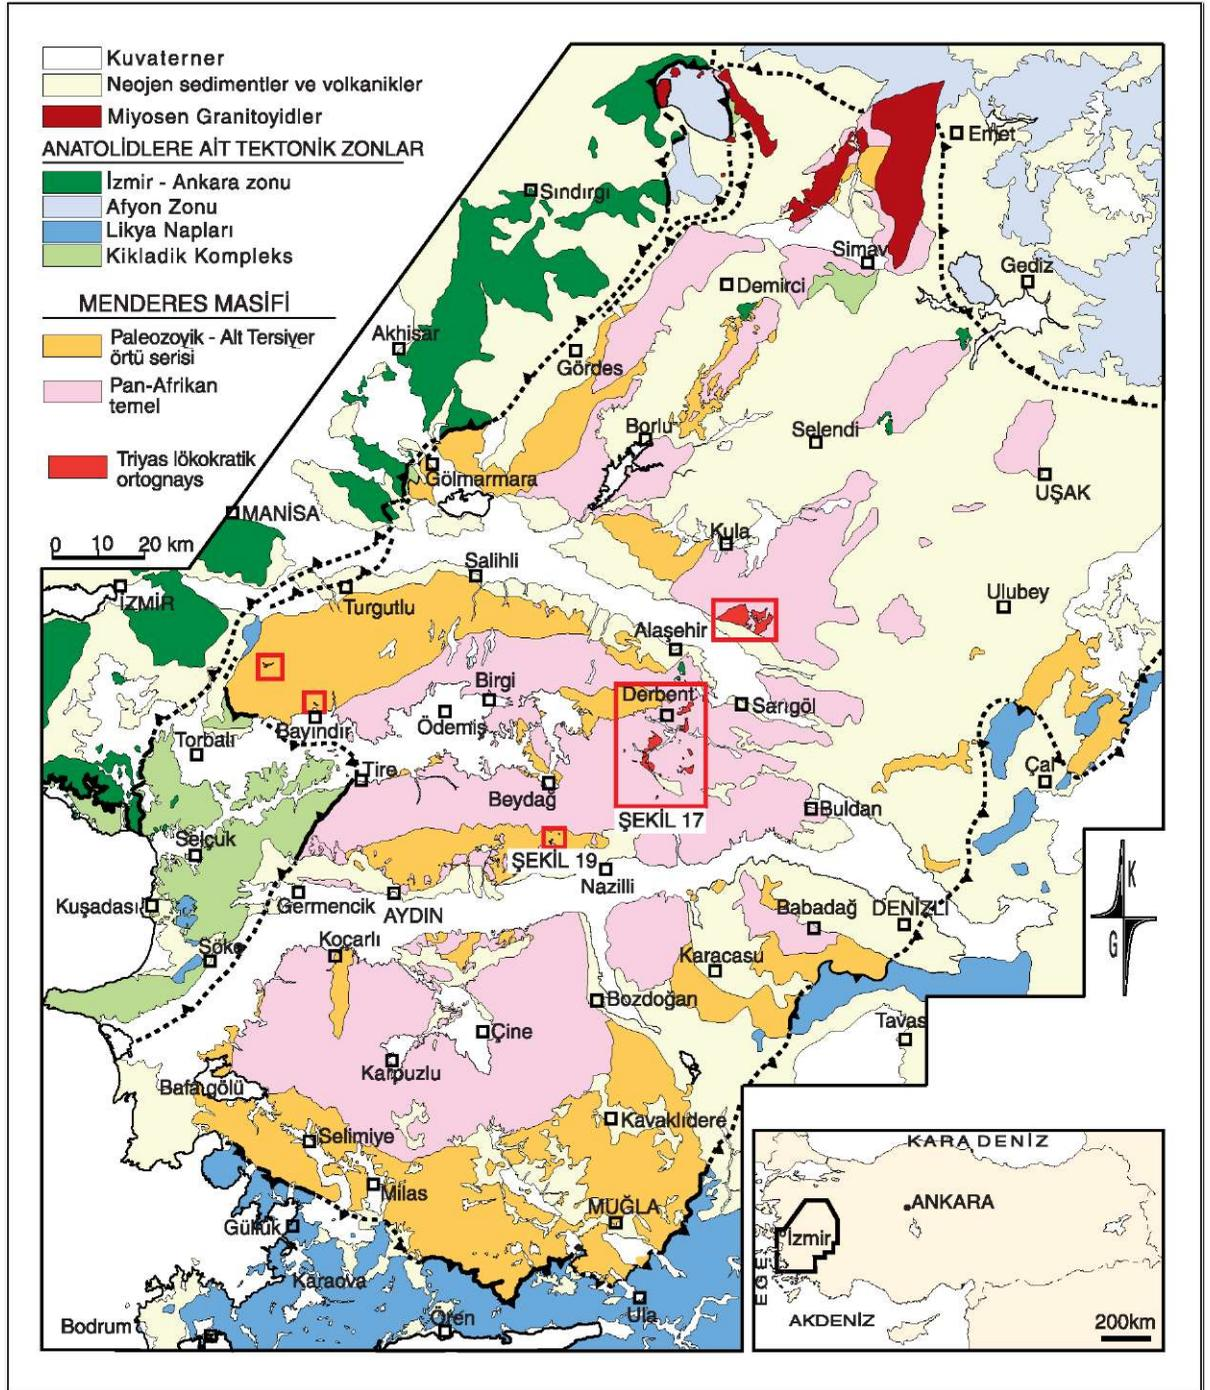 Kuvaterner
Neojen sedimentler ve volkanikler
Miyosen Granitoyidler
ANATOLİDLERE AİT TEKTONİK ZONLAR
İzmir - Ankara zonu
Afyon Zonu
Likya Napları
Kikladik Kompleks
MENDERES MASİFİ
Paleozoyik - Alt Tersiyer
örtü serisi
Pan-Afrikan
temel
Triyas lökokratik
ortognays
0 10 20 km
Emet
Sındırgı
Simav
Gediz
Demirci
Akhisar
Gördes
Borlu
Selendi
Gölmarmara
UŞAK
MANİSA
Kula
Salihli
İZMİR
Turgutlu
Ulubey
Alaşehir
Birgi
Derbent
Sarıgöl
Ödemiş
Bayındır
Torbalı
Tire
Çal
Beydağ
Buldan
ŞEKİL 17
Selçuk
ŞEKİL 19
Nazilli
Germencik
AYDIN
Kuşadası
Babadağ
DENİZLİ
K
G
Koçarlı
Söke
Karacasu
Bozdoğan
Tavas
Çine
Karpuzlu
Bafa gölü
Kavaklıdere
Selimiye
Milas
MUĞLA
Güllük
Karaova
Ula
Ören
Bodrum
KARA DENİZ
ANKARA
İzmir
EGE
AKDENİZ
200km